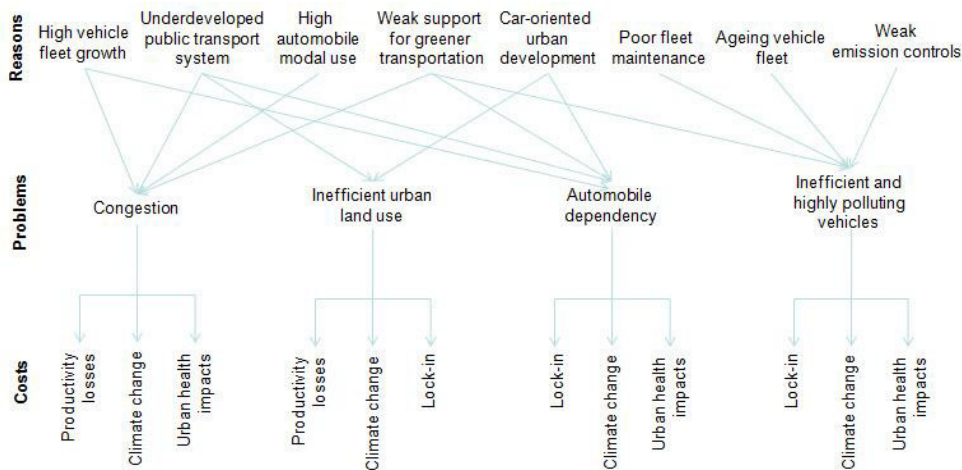 Reasons
High vehicle
fleet growth
Underdeveloped
public transport
system
High
automobile
modal use
Weak support
for greener
transportation
Car-oriented
urban
development
Poor fleet
maintenance
Ageing vehicle
fleet
Weak
emission controls
Problems
Congestion
Inefficient urban
land use
Automobile
dependency
Inefficient and
highly polluting
vehicles
Costs
Productivity
losses
Climate change
Urban health
impacts
Productivity
losses
Climate change
Lock-in
Lock-in
Climate change
Urban health
impacts
Lock-in
Climate change
Urban health
impacts